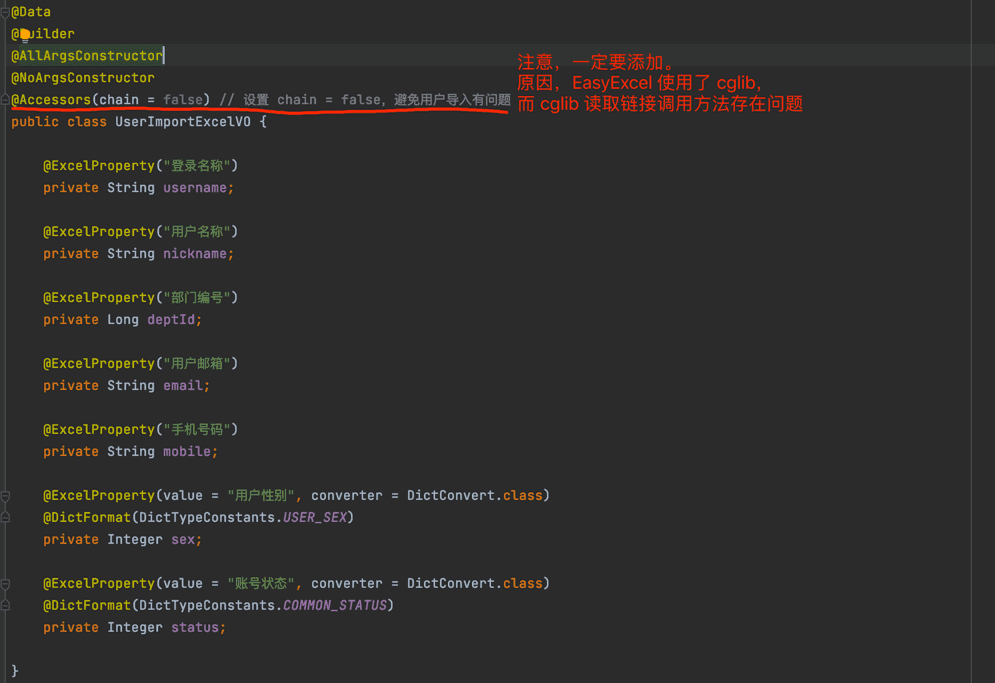 @Data
@Builder
@AllArgsConstructor
@NoArgsConstructor
@Accessors(chain = false) // 设置 chain = false，避免用户导入有问题
注意，一定要添加。
原因，EasyExcel 使用了 cglib，
而 cglib 读取链接调用方法存在问题
public class UserImportExcelVO {
@ExcelProperty("登录名称")
private String username;
@ExcelProperty("用户名称")
private String nickname;
@ExcelProperty("部门编号")
private Long deptId;
@ExcelProperty("用户邮箱")
private String email;
@ExcelProperty("手机号码")
private String mobile;
@ExcelProperty(value = "用户性别", converter = DictConvert.class)
@DictFormat(DictTypeConstants.USER_SEX)
private Integer sex;
@ExcelProperty(value = "账号状态", converter = DictConvert.class)
@DictFormat(DictTypeConstants.COMMON_STATUS)
private Integer status;
}